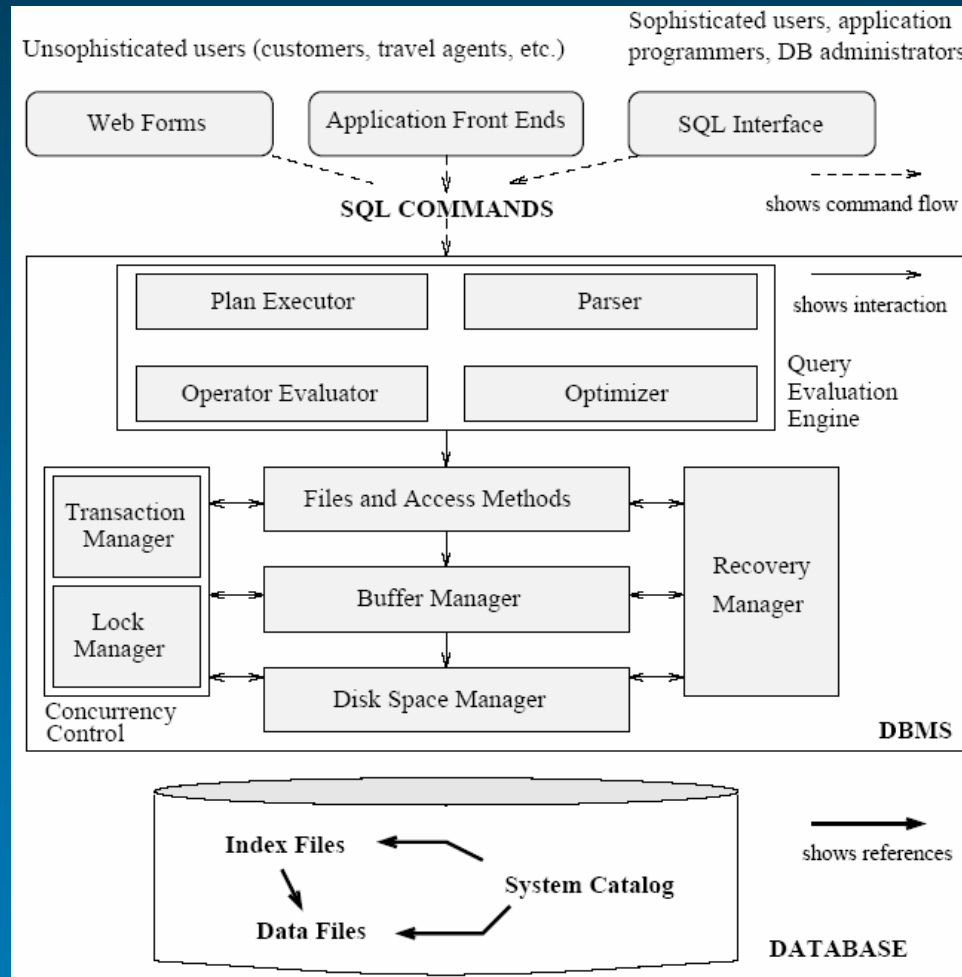 Unsophisticated users (customers, travel agents, etc.)
Sophisticated users, application
programmers, DB administrators
Web Forms
Application Front Ends
SQL Interface
SQL COMMANDS
shows command flow
Plan Executor
Parser
shows interaction
Operator Evaluator
Optimizer
Query
Evaluation
Engine
Transaction
Manager
Files and Access Methods
Recovery
Manager
Buffer Manager
Lock
Manager
Disk Space Manager
Concurrency
Control
DBMS
Index Files
shows references
System Catalog
Data Files
DATABASE